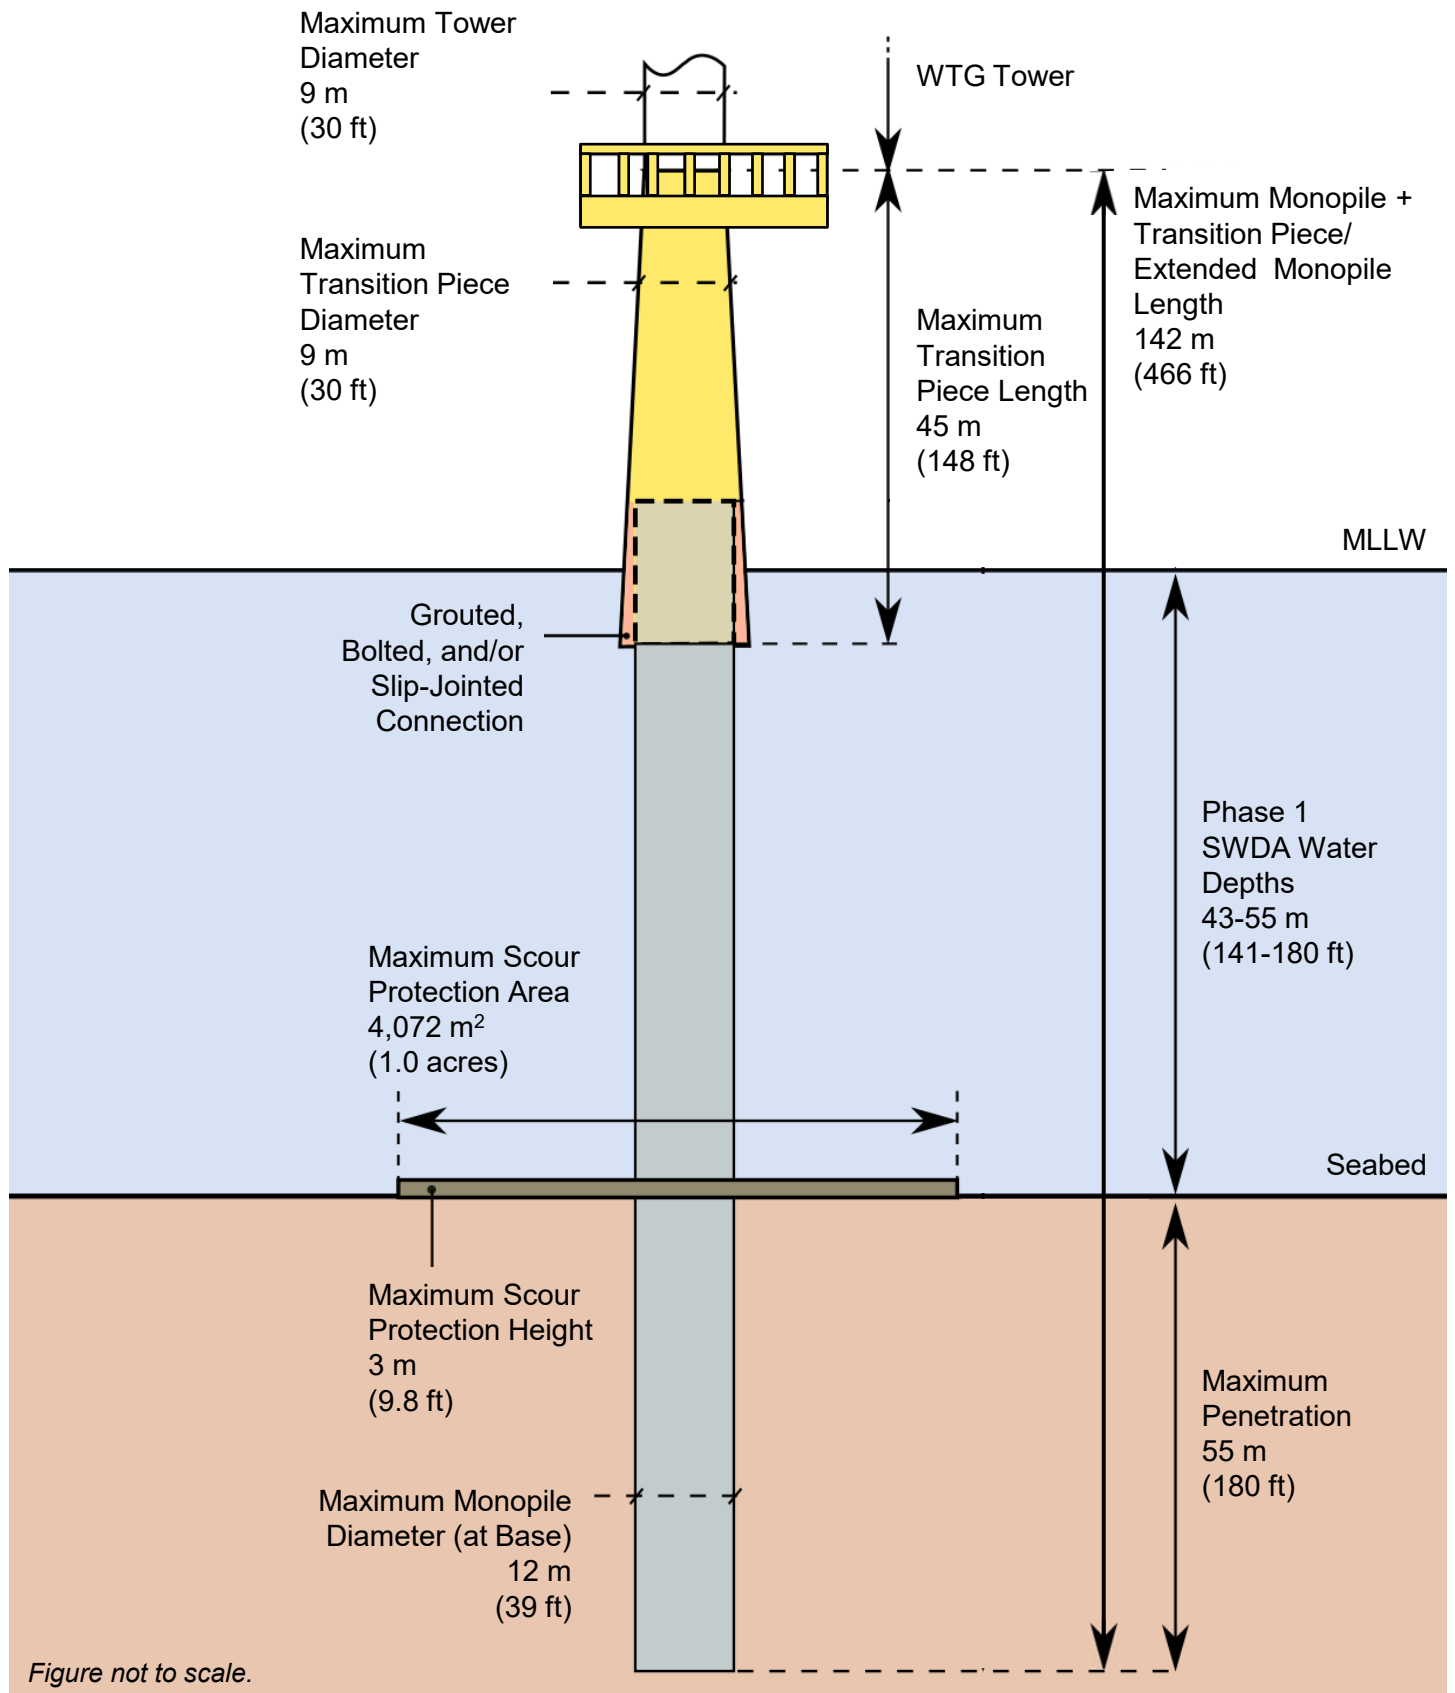 Maximum Tower
Diameter
9 m
(30 ft)
WTG Tower
Maximum Monopile +
Transition Piece/
Extended Monopile
Length
142 m
(466 ft)
Maximum
Transition Piece
Diameter
9 m
(30 ft)
Maximum
Transition
Piece Length
45 m
(148 ft)
MLLW
Grouted,
Bolted, and/or
Slip-Jointed
Connection
Phase 1
SWDA Water
Depths
43-55 m
(141-180 ft)
Maximum Scour
Protection Area
4,072 m²
(1.0 acres)
Seabed
Maximum Scour
Protection Height
3 m
(9.8 ft)
Maximum
Penetration
55 m
(180 ft)
Maximum Monopile
Diameter (at Base)
12 m
(39 ft)
Figure not to scale.